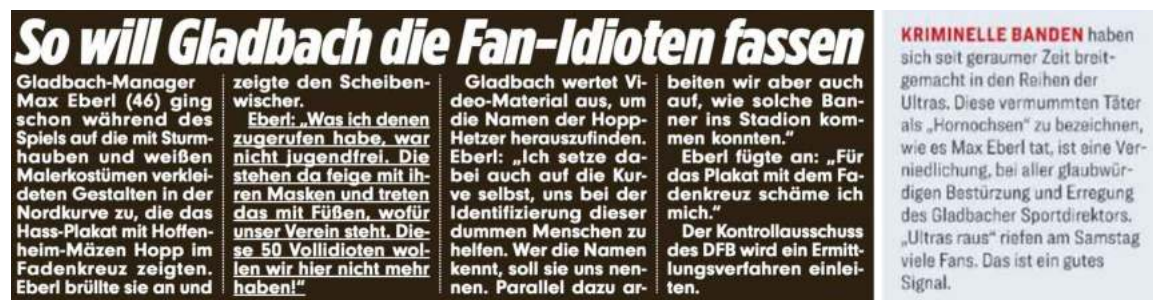 So will Gladbach die Fan-Idioten fassen
Gladbach-Manager
Max Eberl (46) ging
schon während des
Spiels auf die mit Sturm-
hauben und weißen
Malerkostümen verklei-
deten Gestalten in der
Nordkurve zu, die das
Hass-Plakat mit Hoffen-
heim-Mäzen Hopp im
Fadenkreuz zeigten.
Eberl brüllte sie an und
zeigte den Scheiben-
wischer.
Eberl: „Was ich denen
zugerufen habe, war
nicht jugendfrei. Die
stehen da feige mit ih-
ren Masken und treten
das mit Füßen, wofür
unser Verein steht. Die-
se 50 Vollidioten wol-
len wir hier nicht mehr
haben!“
Gladbach wertet Vi-
deo-Material aus, um
die Namen der Hopp-
Hetzer herauszufinden.
Eberl: „Ich setze da-
bei auch auf die Kur-
ve selbst, uns bei der
Identifizierung dieser
dummen Menschen zu
helfen. Wer die Namen
kennt, soll sie uns nen-
nen. Parallel dazu ar-
beiten wir aber auch
auf, wie solche Ban-
ner ins Stadion kom-
men konnten.“
Eberl fügte an: „Für
das Plakat mit dem Fa-
denkreuz schäme ich
mich.“
Der Kontrollausschuss
des DFB wird ein Ermitt-
lungsverfahren einlei-
ten.
KRIMINELLE BANDEN haben
sich seit geraumer Zeit breit-
gemacht in den Reihen der
Ultras. Diese vermummten Täter
als „Hornochsen“ zu bezeichnen,
wie es Max Eberl tat, ist eine Ver-
niedlichung, bei aller glaubwür-
digen Bestürzung und Erregung
des Gladbacher Sportdirektors.
„Ultras raus“ riefen am Samstag
viele Fans. Das ist ein gutes
Signal.